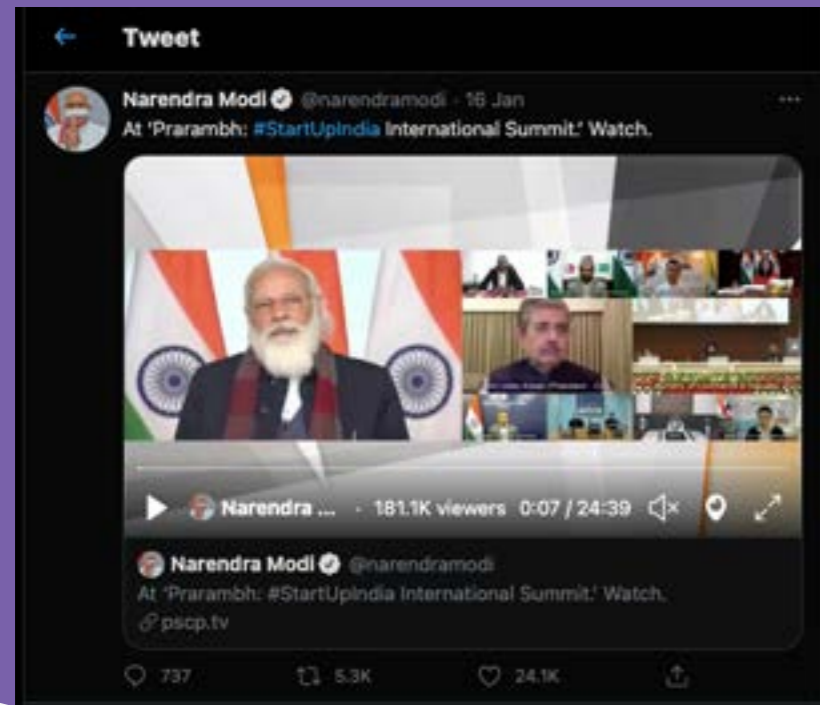 Tweet
Narendra Modi @narendramodi · 16 Jan
At 'Prarambh: #StartUpIndia International Summit.' Watch.
Narendra ... · 181.1K viewers 0:07 / 24:39
Narendra Modi @narendramodi
At 'Prarambh: #StartUpIndia International Summit.' Watch.
pscp.tv
737 5.3K 24.1K